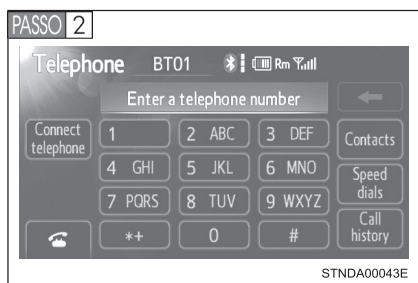 PASSO 2
Telephone BT01 Rm
Enter a telephone number
Connect telephone
1
2 ABC
3 DEF
Contacts
4 GHI
5 JKL
6 MNO
Speed dials
7 PQRS
8 TUV
9 WXYZ
Call history
*+
0
#
STNDA00043E